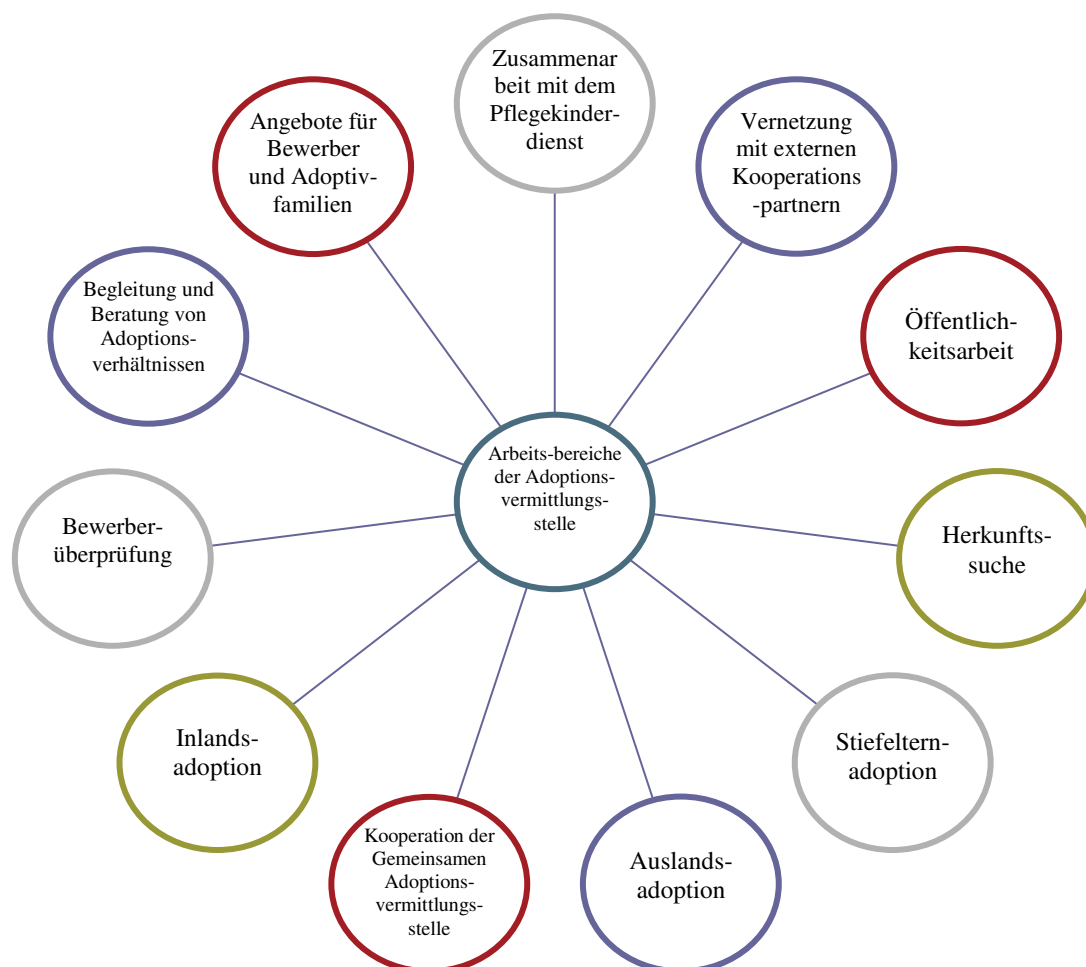 Zusammenar
beit mit dem
Pflegekinder-
dienst
Vernetzung
mit externen
Kooperations
-partnern
Öffentlich-
keitsarbeit
Herkunfts-
suche
Stiefeltern-
adoption
Auslands-
adoption
Kooperation der
Gemeinsamen
Adoptions-
vermittlungs-
stelle
Inlands-
adoption
Bewerber-
überprüfung
Begleitung und
Beratung von
Adoptions-
verhältnissen
Angebote für
Bewerber
und Adoptiv-
familien
Arbeits-bereiche
der Adoptions-
vermittlungs-
stelle